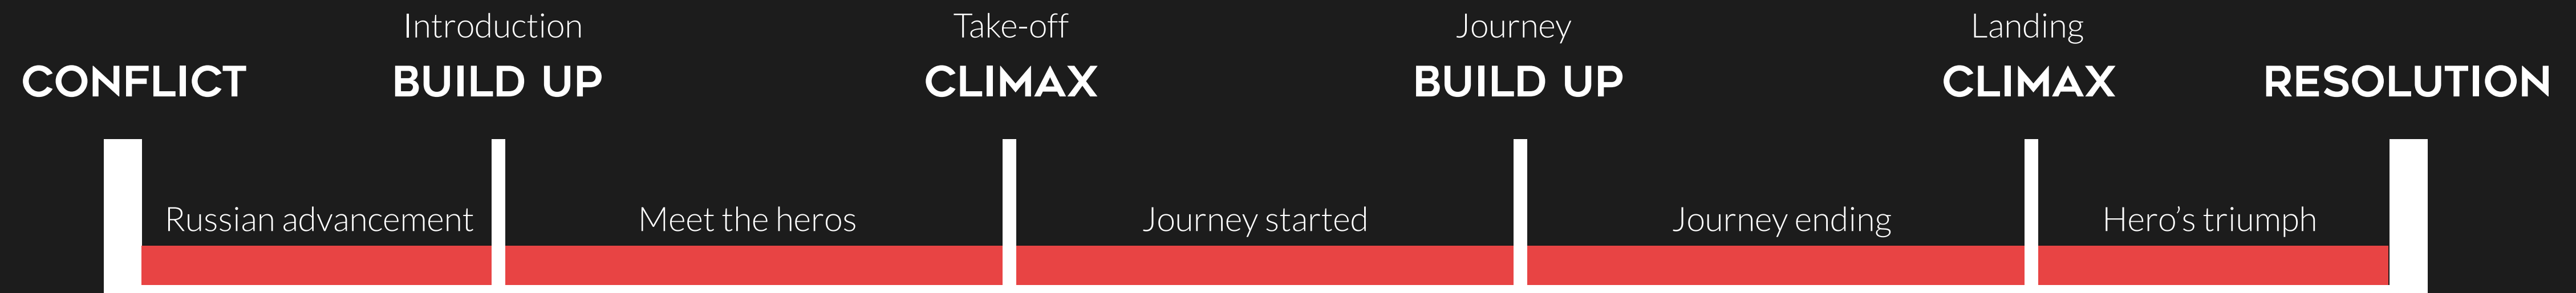 Introduction
Take-off
Journey
Landing
CONFLICT
BUILD UP
CLIMAX
BUILD UP
CLIMAX
RESOLUTION
Russian advancement
Meet the heros
Journey started
Journey ending
Hero’s triumph